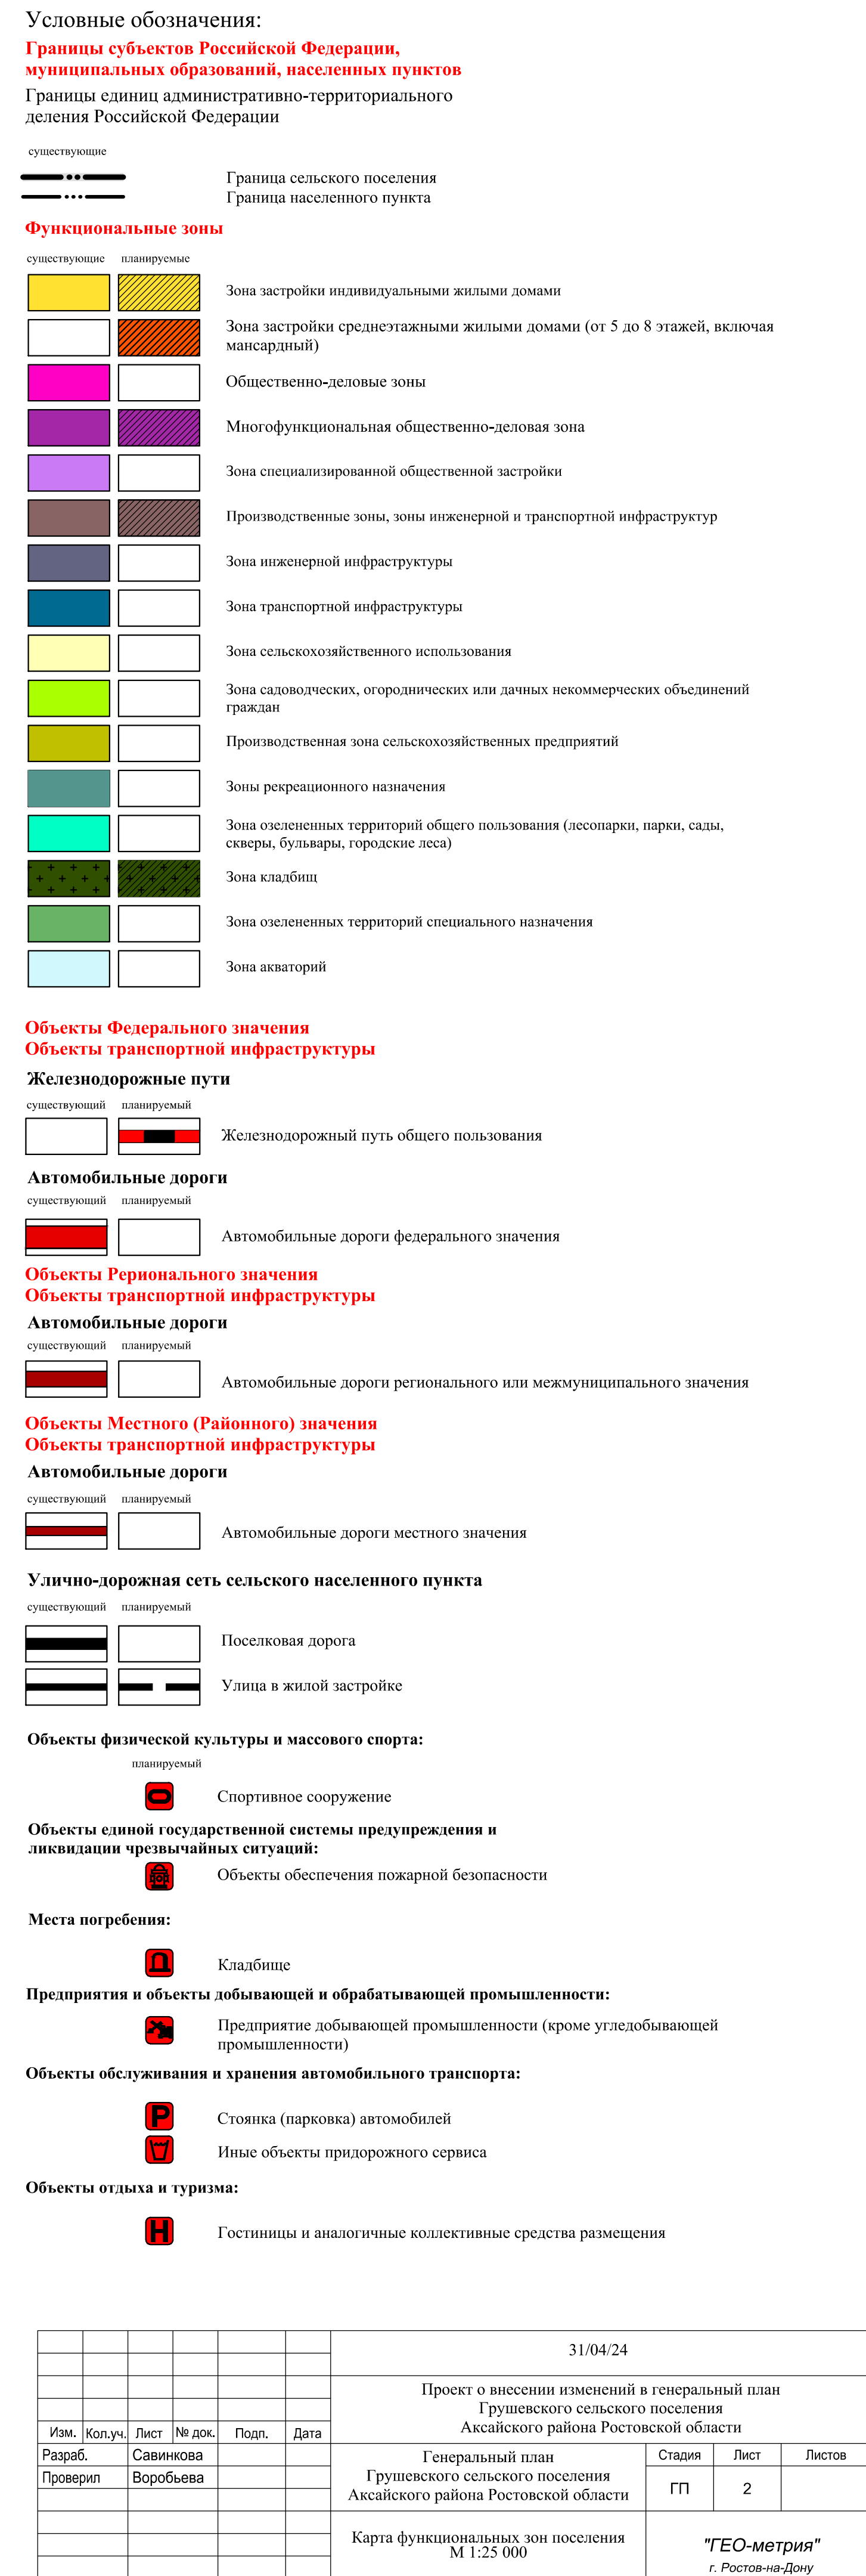 Условные обозначения:
Границы субъектов Российской Федерации,
муниципальных образований, населенных пунктов
Границы единиц административно-территориального
деления Российской Федерации
существующие
Граница сельского поселения
Граница населенного пункта
Функциональные зоны
существующие планируемые
Зона застройки индивидуальными жилыми домами
Зона застройки среднеэтажными жилыми домами (от 5 до 8 этажей, включая
мансардный)
Общественно-деловые зоны
Многофункциональная общественно-деловая зона
Зона специализированной общественной застройки
Производственные зоны, зоны инженерной и транспортной инфраструктур
Зона инженерной инфраструктуры
Зона транспортной инфраструктуры
Зона сельскохозяйственного использования
Зона садоводческих, огороднических или дачных некоммерческих объединений
граждан
Производственная зона сельскохозяйственных предприятий
Зоны рекреационного назначения
Зона озелененных территорий общего пользования (лесопарки, парки, сады,
скверы, бульвары, городские леса)
Зона кладбищ
Зона озелененных территорий специального назначения
Зона акваторий
Объекты Федерального значения
Объекты транспортной инфраструктуры
Железнодорожные пути
существующий планируемый
Железнодорожный путь общего пользования
Автомобильные дороги
существующий планируемый
Автомобильные дороги федерального значения
Объекты Рерионального значения
Объекты транспортной инфраструктуры
Автомобильные дороги
существующий планируемый
Автомобильные дороги регионального или межмуниципального значения
Объекты Местного (Районного) значения
Объекты транспортной инфраструктуры
Автомобильные дороги
существующий планируемый
Автомобильные дороги местного значения
Улично-дорожная сеть сельского населенного пункта
существующий планируемый
Поселковая дорога
Улица в жилой застройке
Объекты физической культуры и массового спорта:
планируемый
Спортивное сооружение
Объекты единой государственной системы предупреждения и
ликвидации чрезвычайных ситуаций:
Объекты обеспечения пожарной безопасности
Места погребения:
Кладбище
Предприятия и объекты добывающей и обрабатывающей промышленности:
Предприятие добывающей промышленности (кроме угледобывающей
промышленности)
Объекты обслуживания и хранения автомобильного транспорта:
P Стоянка (парковка) автомобилей
Иные объекты придорожного сервиса
Объекты отдыха и туризма:
H Гостиницы и аналогичные коллективные средства размещения
31/04/24
Проект о внесении изменений в генеральный план
Грушевского сельского поселения
Аксайского района Ростовской области
Изм. Кол.уч. Лист № док. Подп. Дата
Разраб. Савинкова
Проверил Воробьева
Генеральный план
Грушевского сельского поселения
Аксайского района Ростовской области
Стадия Лист Листов
ГП 2
Карта функциональных зон поселения
М 1:25 000
"ГЕО-метрия"
г. Ростов-на-Дону